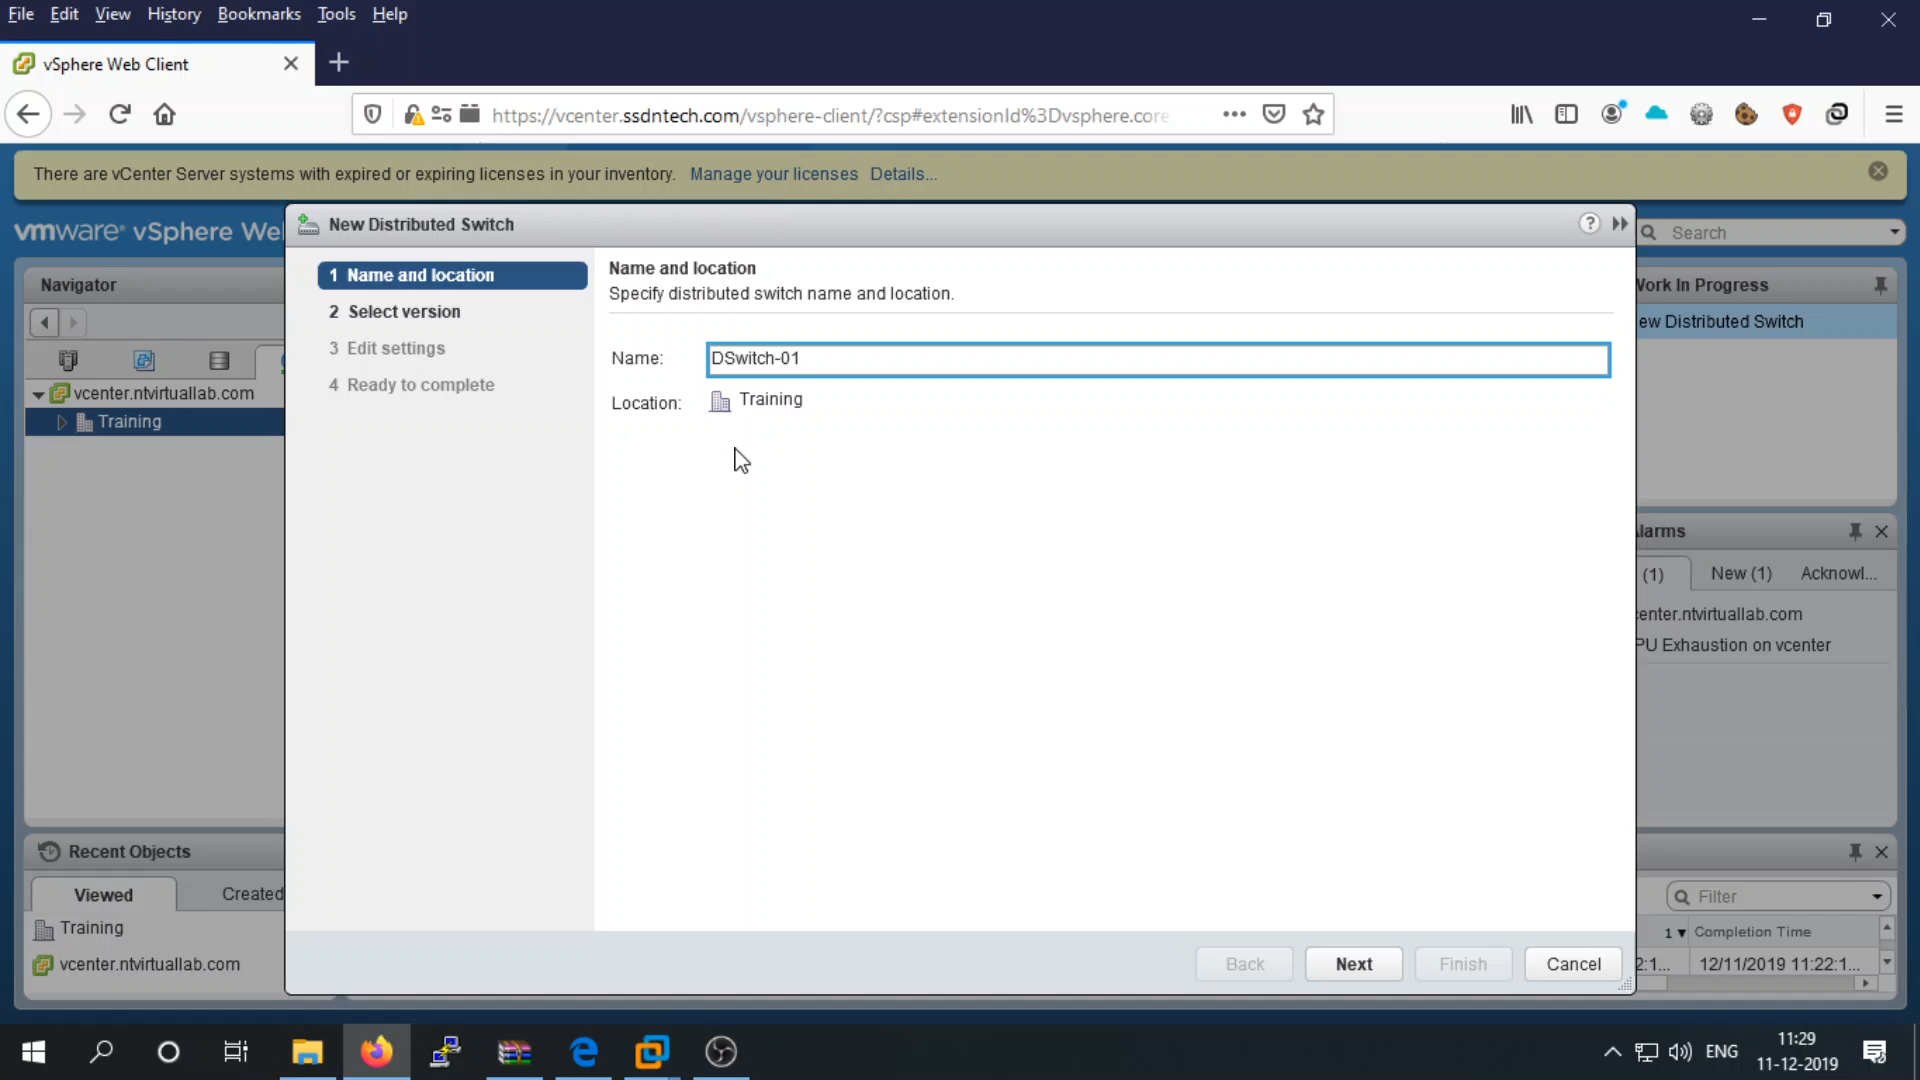 File Edit View History Bookmarks Tools Help
vSphere Web Client
https://vcenter.ssdntech.com/vsphere-client/?csp#extensionId%3Dvsphere.core
There are vCenter Server systems with expired or expiring licenses in your inventory. Manage your licenses Details...
vmware® vSphere We
New Distributed Switch
Search
Navigator
1 Name and location
2 Select version
3 Edit settings
4 Ready to complete
Name and location
Specify distributed switch name and location.
Name: DSwitch-01
Location: Training
vcenter.ntvirtuallab.com
Training
Work In Progress
ew Distributed Switch
larms
(1) New (1) Acknowl...
center.ntvirtuallab.com
PU Exhaustion on vcenter
Recent Objects
Viewed Created
Training
vcenter.ntvirtuallab.com
Filter
1 Completion Time
2:1... 12/11/2019 11:22:1...
Back Next Finish Cancel
ENG
11:29
11-12-2019